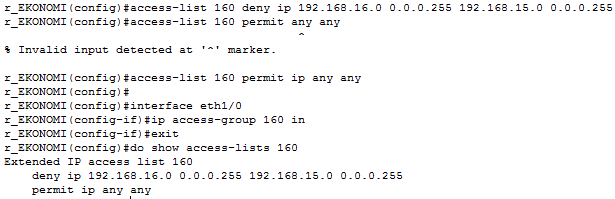 r_EKONOMI(config)#access-list 160 deny ip 192.168.16.0 0.0.0.255 192.168.15.0 0.0.0.255
r_EKONOMI(config)#access-list 160 permit any any
^
% Invalid input detected at '^' marker.
r_EKONOMI(config)#access-list 160 permit ip any any
r_EKONOMI(config)#
r_EKONOMI(config)#interface eth1/0
r_EKONOMI(config-if)#ip access-group 160 in
r_EKONOMI(config-if)#exit
r_EKONOMI(config)#do show access-lists 160
Extended IP access list 160
deny ip 192.168.16.0 0.0.0.255 192.168.15.0 0.0.0.255
permit ip any any